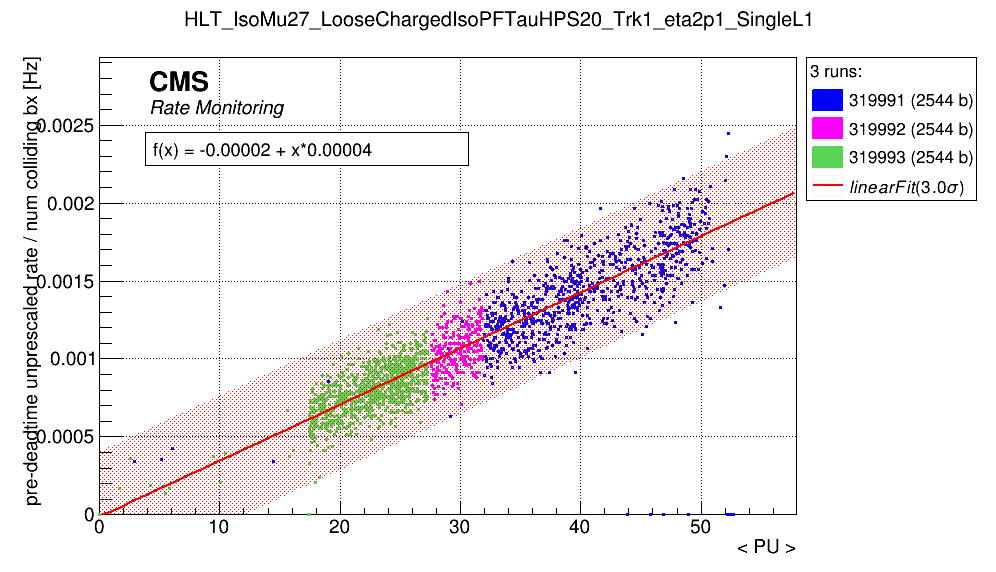 HLT_IsoMu27_LooseChargedIsoPFTauHPS20_Trk1_eta2p1_SingleL1
pre-deadtime unprescaled rate / num colliding bx [Hz]
CMS
Rate Monitoring
f(x) = -0.00002 + x*0.00004
0.0025
0.002
0.0015
0.001
0.0005
0
0 10 20 30 40 50
< PU >
3 runs:
319991 (2544 b)
319992 (2544 b)
319993 (2544 b)
linearFit(3.0σ)